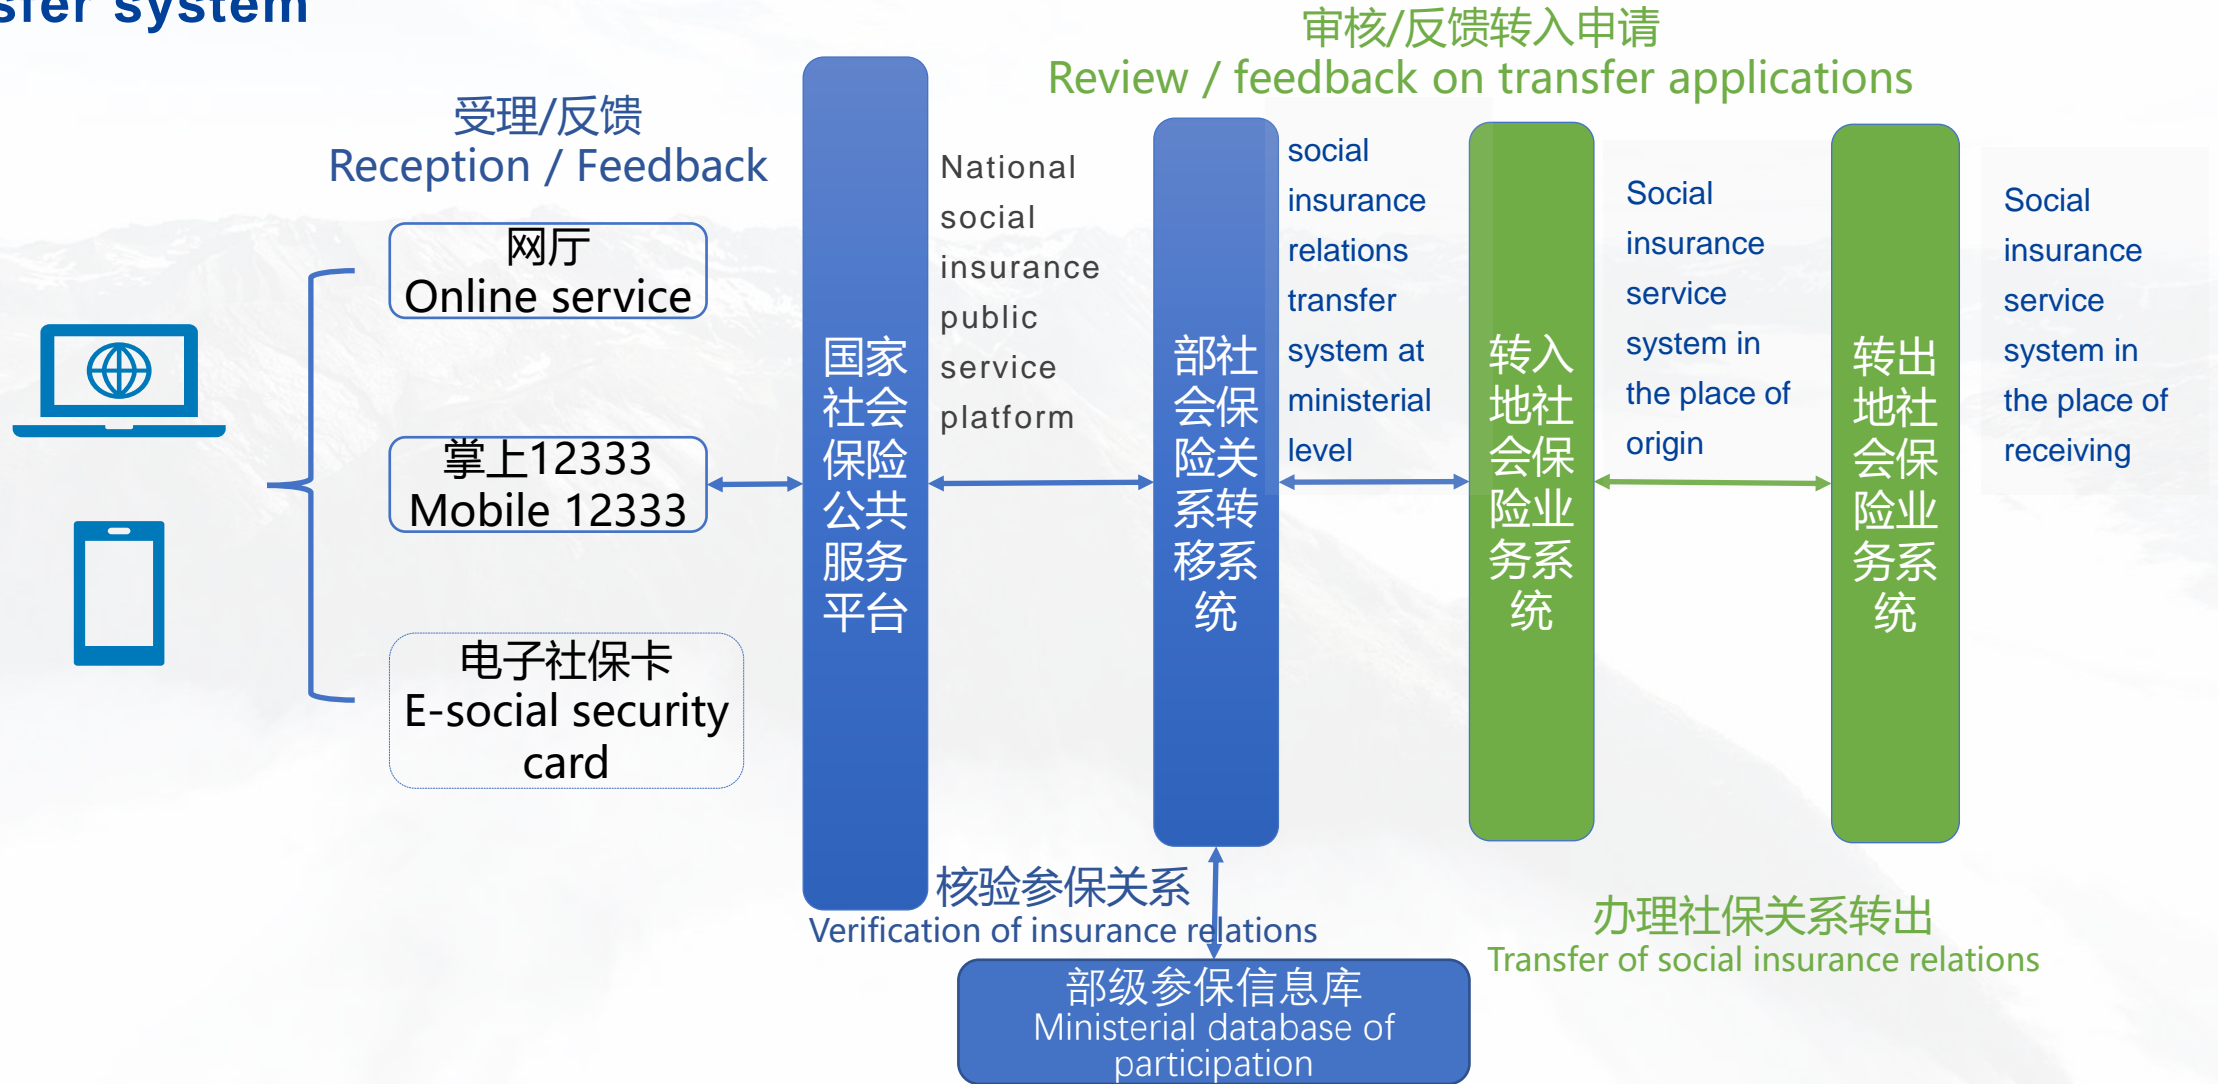 sfer system
审核/反馈转入申请
Review / feedback on transfer applications
受理/反馈
Reception / Feedback
网厅
Online service
掌上12333
Mobile 12333
电子社保卡
E-social security
card
国家
社会
保险
公共
服务
平台
National
social
insurance
public
service
platform
部社
会保
险关
系转
移系
统
social
insurance
relations
transfer
system at
ministerial
level
转入
地社
会保
险业
务系
统
Social
insurance
service
system in
the place of
origin
转出
地社
会保
险业
务系
统
Social
insurance
service
system in
the place of
receiving
核验参保关系
Verification of insurance relations
办理社保关系转出
Transfer of social insurance relations
部级参保信息库
Ministerial database of
participation